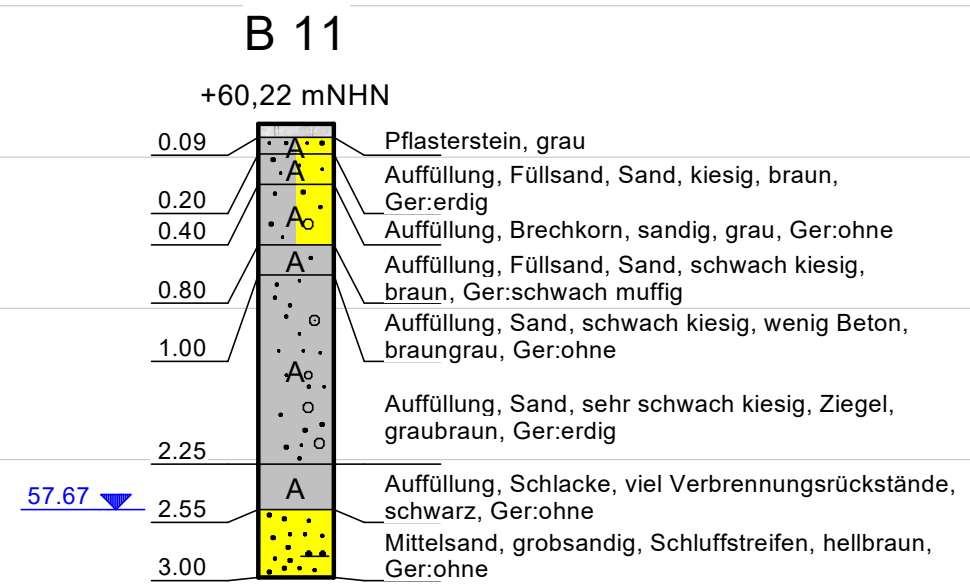 B 11
+60,22 mNHN
0.09
Pflasterstein, grau
A
A
Auffüllung, Füllsand, Sand, kiesig, braun,
0.20
Ger:erdig
A
0.40
Auffüllung, Brechkorn, sandig, grau, Ger:ohne
A
Auffüllung, Füllsand, Sand, schwach kiesig,
0.80
braun, Ger:schwach muffig
Auffüllung, Sand, schwach kiesig, wenig Beton,
1.00
braungrau, Ger:ohne
A
Auffüllung, Sand, sehr schwach kiesig, Ziegel,
graubraun, Ger:erdig
2.25
A
Auffüllung, Schlacke, viel Verbrennungsrückstände,
57.67
2.55
schwarz, Ger:ohne
Mittelsand, grobsandig, Schluffstreifen, hellbraun,
3.00
Ger:ohne